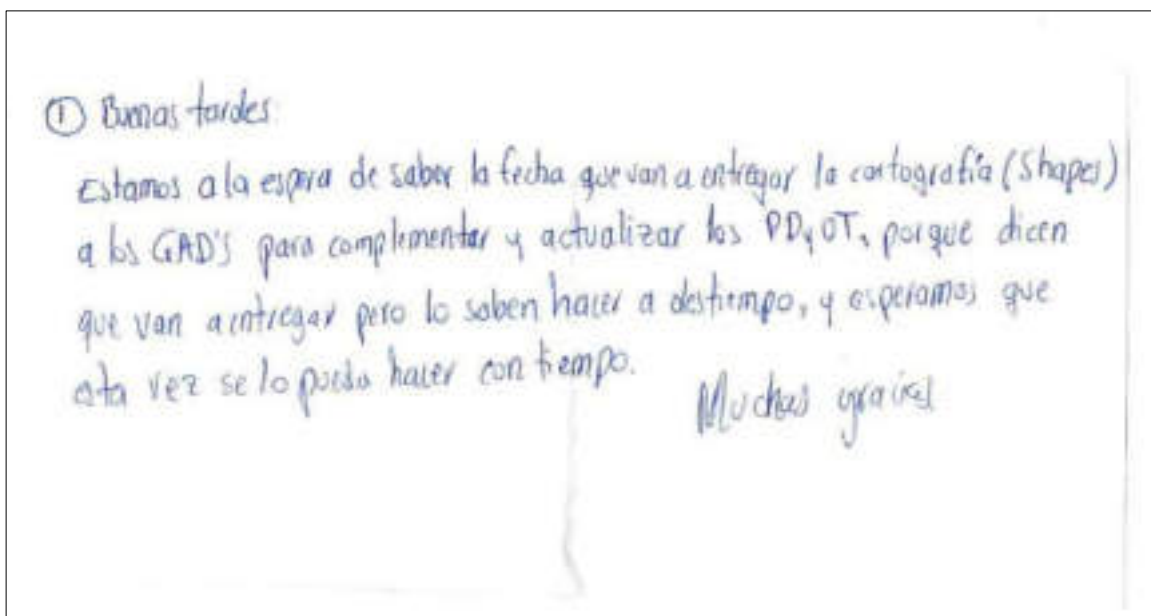 ① Buenas tardes
Estamos a la espera de saber la fecha que van a entregar la cartografía (Shapes)
a los GAD'S para complementar y actualizar los PDyOT, porque dicen
que van a entregar pero lo saben hacer a destiempo, y esperamos que
esta vez se lo pueda hacer con tiempo.
Muchas gracias